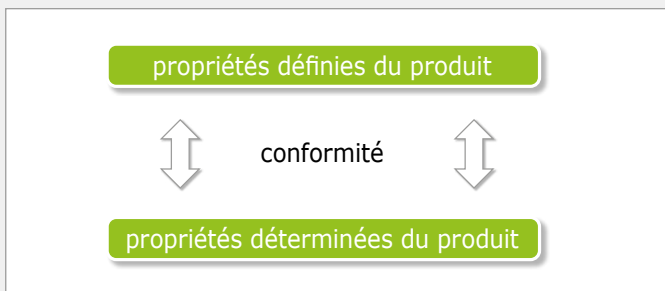 propriétés définies du produit
conformité
propriétés déterminées du produit